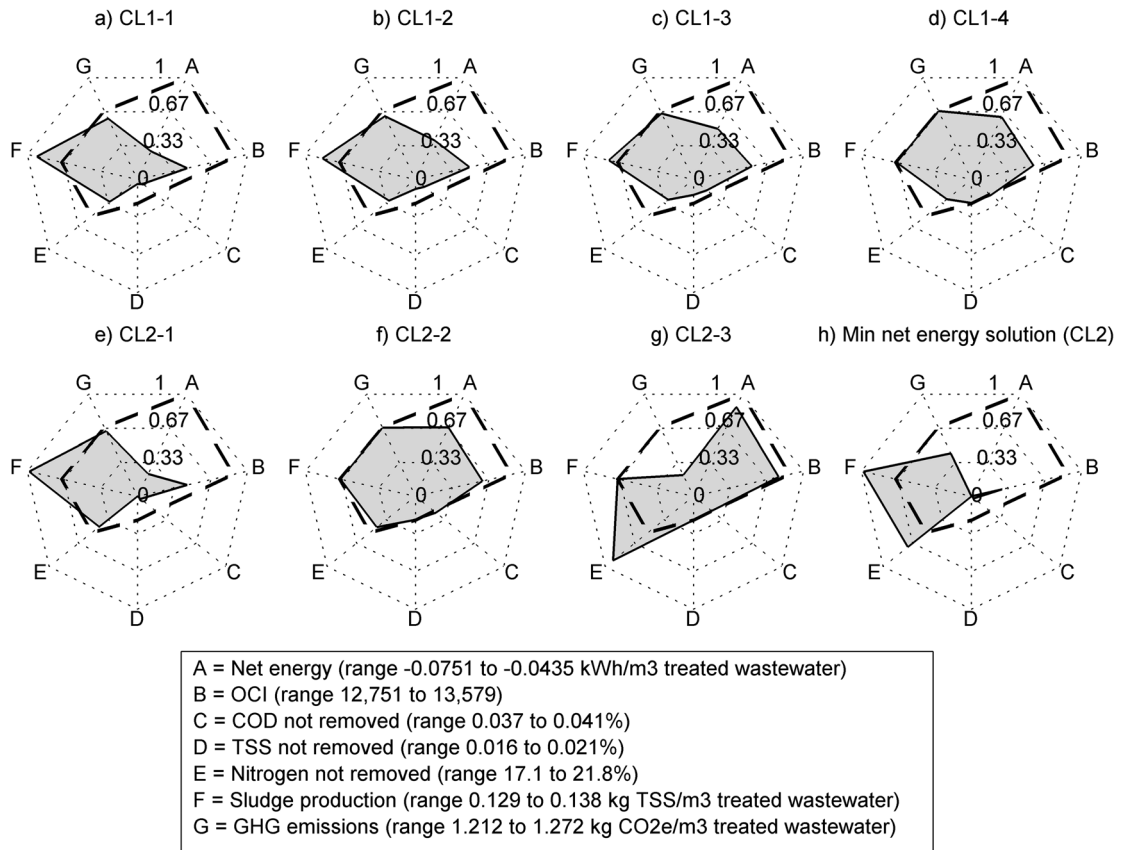 a) CL1-1
b) CL1-2
c) CL1-3
d) CL1-4
G 1 A
0.67
0.33
F B
0
E C
D
G 1 A
0.67
0.33
F B
0
E C
D
G 1 A
0.67
0.33
F B
0
E C
D
G 1 A
0.67
0.33
F B
0
E C
D
e) CL2-1
f) CL2-2
g) CL2-3
h) Min net energy solution (CL2)
G 1 A
0.67
0.33
F B
0
E C
D
G 1 A
0.67
0.33
F B
0
E C
D
G 1 A
0.67
0.33
F B
0
E C
D
G 1 A
0.67
0.33
F B
0
E C
D
A = Net energy (range -0.0751 to -0.0435 kWh/m3 treated wastewater)
B = OCI (range 12,751 to 13,579)
C = COD not removed (range 0.037 to 0.041%)
D = TSS not removed (range 0.016 to 0.021%)
E = Nitrogen not removed (range 17.1 to 21.8%)
F = Sludge production (range 0.129 to 0.138 kg TSS/m3 treated wastewater)
G = GHG emissions (range 1.212 to 1.272 kg CO2e/m3 treated wastewater)